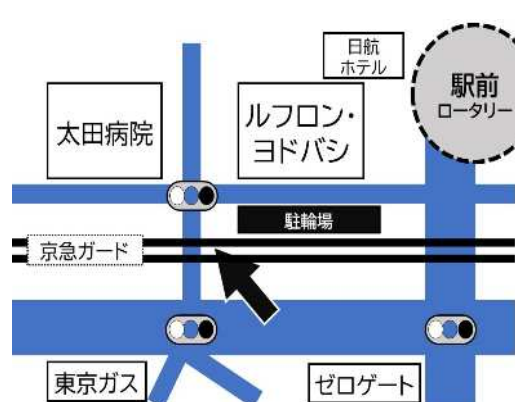 日航
ホテル
駅前
ロータリー
太田病院
ルフロン・
ヨドバシ
駐輪場
京急ガード
東京ガス
ゼロゲート